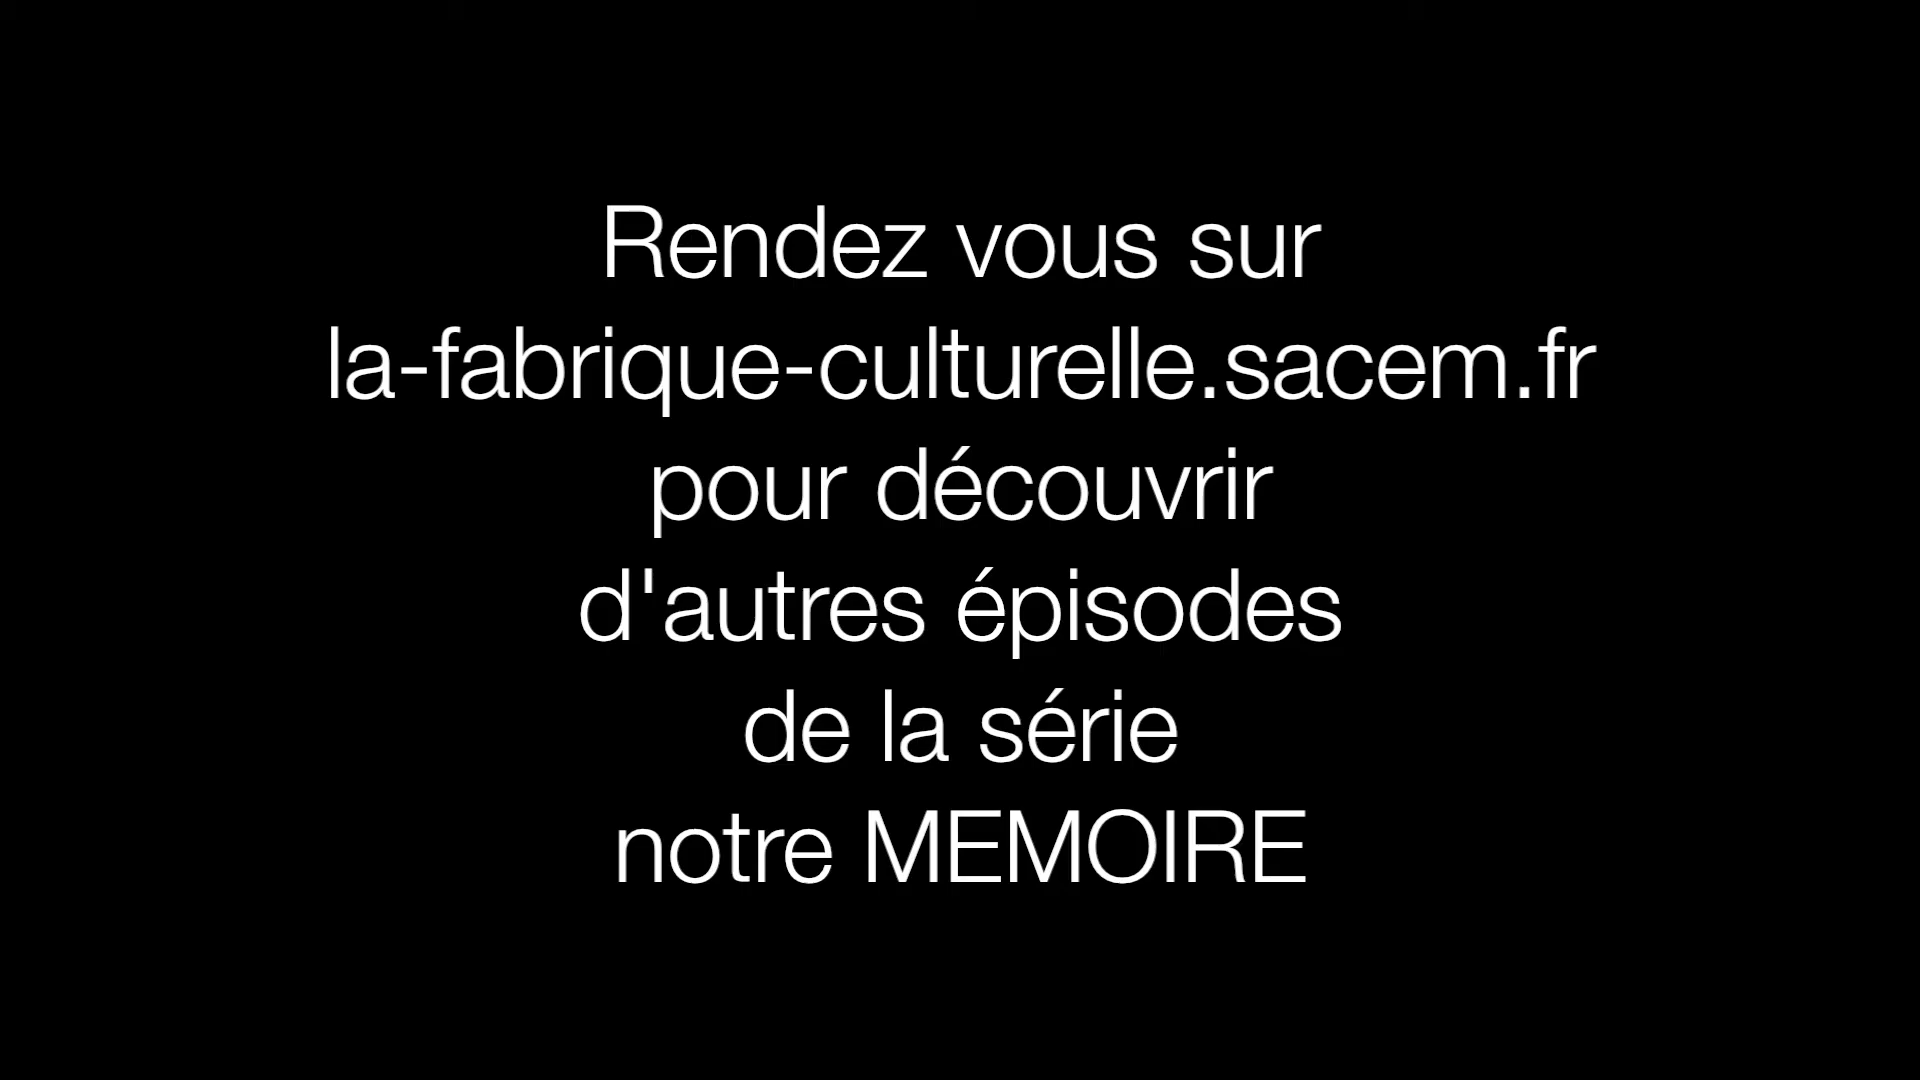 Rendez vous sur
la-fabrique-culturelle.sacem.fr
pour découvrir
d'autres épisodes
de la série
notre MEMOIRE